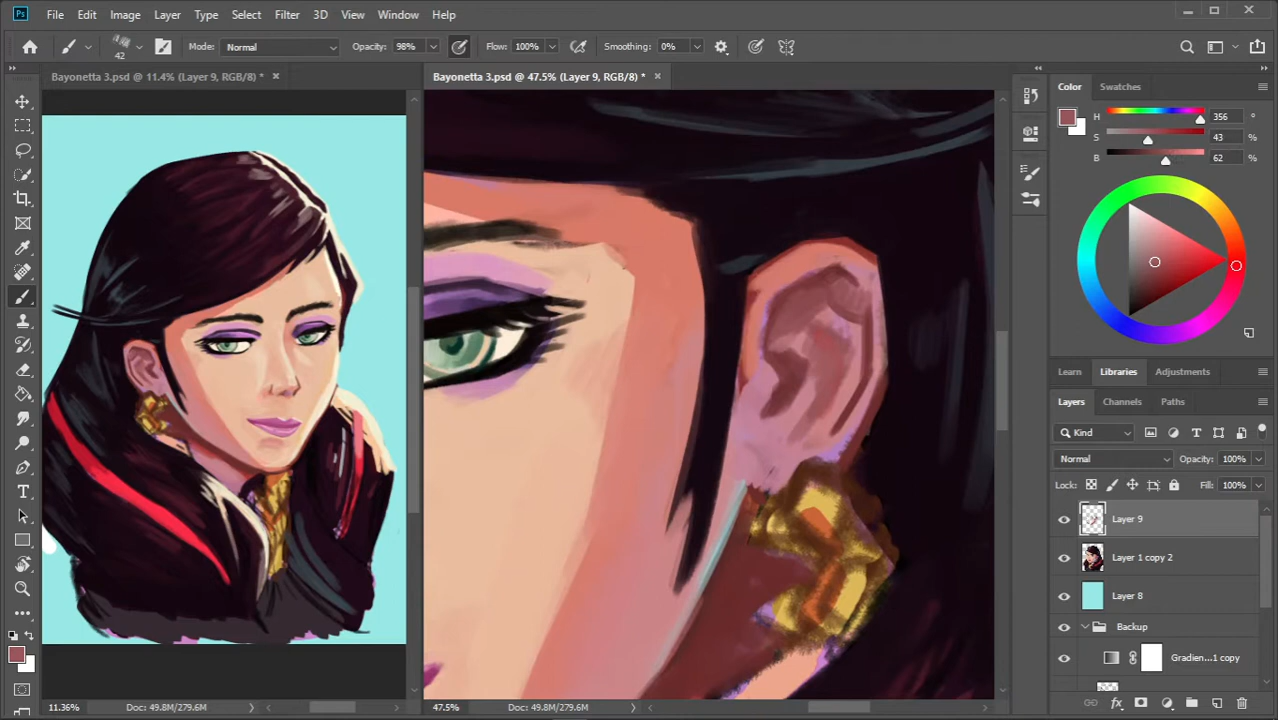 Ps File Edit Image Layer Type Select Filter 3D View Window Help
42 Mode: Normal Opacity: 98% Flow: 100% Smoothing: 0%
Bayonetta 3.psd @ 11.4% (Layer 9, RGB/8) * Bayonetta 3.psd @ 47.5% (Layer 9, RGB/8) *
Color Swatches
H 356 °
S 43 %
B 62 %
Learn Libraries Adjustments
Layers Channels Paths
Kind
Normal Opacity: 100%
Lock: Fill: 100%
Layer 9
Layer 1 copy 2
Layer 8
Backup
Gradien...1 copy
11.36% Doc: 49.8M/279.6M 47.5% Doc: 49.8M/279.6M